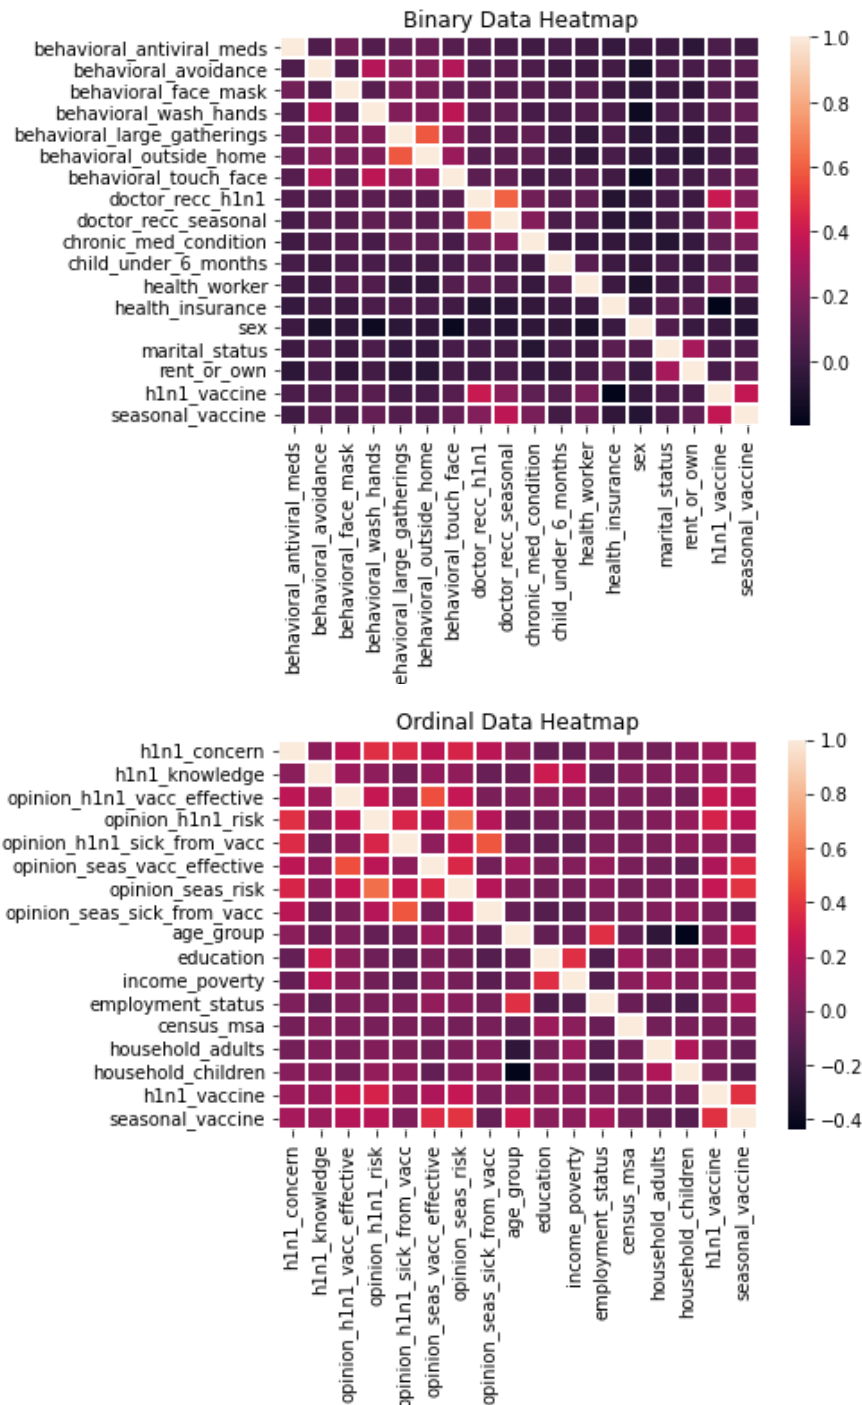 Binary Data Heatmap
behavioral_antiviral_meds
behavioral_avoidance
behavioral_face_mask
behavioral_wash_hands
behavioral_large_gatherings
behavioral_outside_home
behavioral_touch_face
doctor_recc_h1n1
doctor_recc_seasonal
chronic_med_condition
child_under_6_months
health_worker
health_insurance
sex
marital_status
rent_or_own
h1n1_vaccine
seasonal_vaccine
1.0
0.8
0.6
0.4
0.2
0.0
behavioral_antiviral_meds
behavioral_avoidance
behavioral_face_mask
behavioral_wash_hands
ehavioral_large_gatherings
behavioral_outside_home
behavioral_touch_face
doctor_recc_h1n1
doctor_recc_seasonal
chronic_med_condition
child_under_6_months
health_worker
health_insurance
sex
marital_status
rent_or_own
h1n1_vaccine
seasonal_vaccine
Ordinal Data Heatmap
h1n1_concern
h1n1_knowledge
opinion_h1n1_vacc_effective
opinion_h1n1_risk
opinion_h1n1_sick_from_vacc
opinion_seas_vacc_effective
opinion_seas_risk
opinion_seas_sick_from_vacc
age_group
education
income_poverty
employment_status
census_msa
household_adults
household_children
h1n1_vaccine
seasonal_vaccine
1.0
0.8
0.6
0.4
0.2
0.0
−0.2
−0.4
h1n1_concern
h1n1_knowledge
opinion_h1n1_vacc_effective
opinion_h1n1_risk
opinion_h1n1_sick_from_vacc
opinion_seas_vacc_effective
opinion_seas_risk
opinion_seas_sick_from_vacc
age_group
education
income_poverty
employment_status
census_msa
household_adults
household_children
h1n1_vaccine
seasonal_vaccine